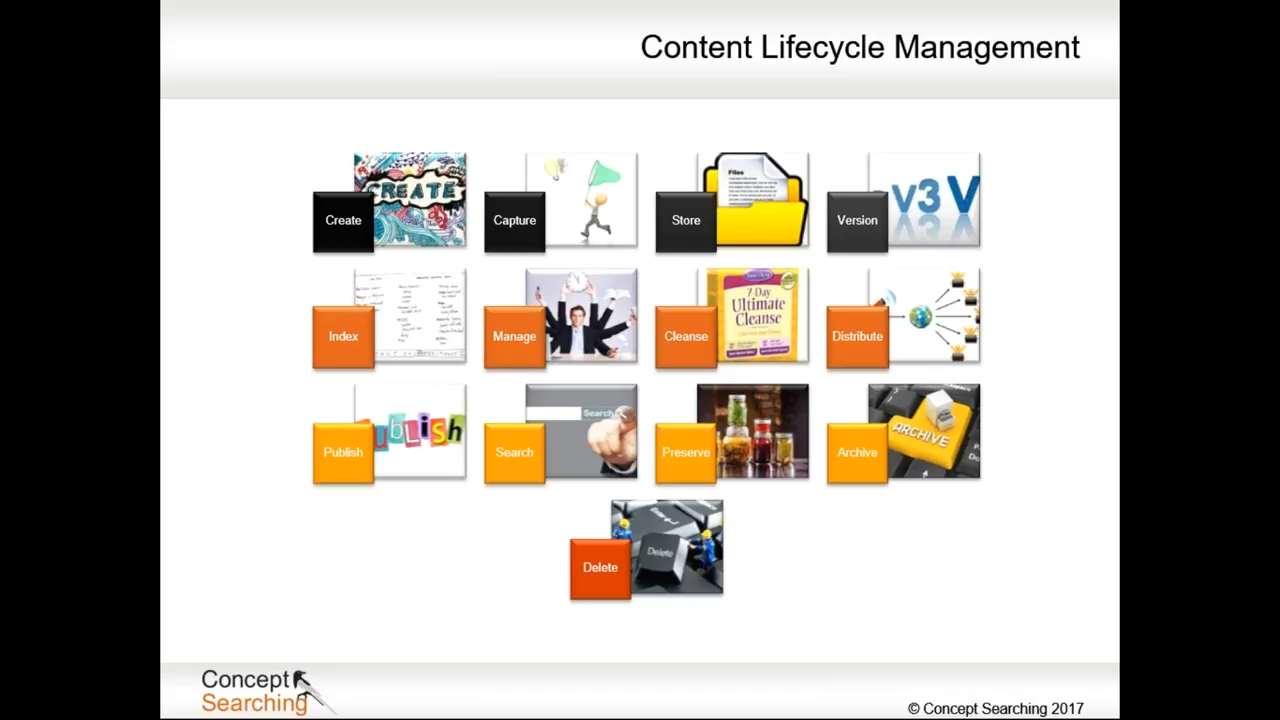 Content Lifecycle Management
CREATE
Create
Capture
Files
Store
v3 V
Version
Index
Manage
7-Day
Ultimate
Cleanse
Cleanse
Distribute
Publish
Publish
Search
Search
Preserve
ARCHIVE
Archive
Delete
Delete
Concept
Searching
© Concept Searching 2017